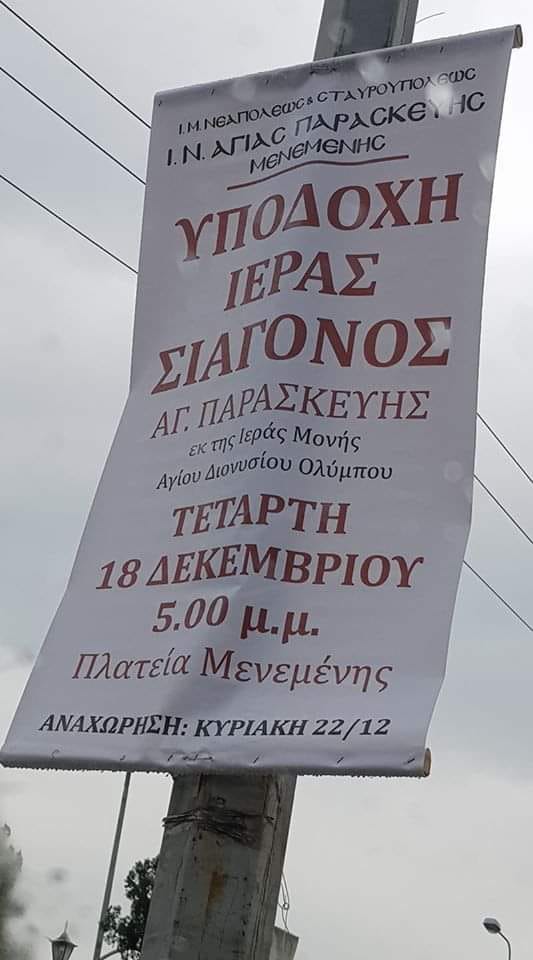 Ι.Μ. ΝΕΑΠΟΛΕΩΣ & ΣΤΑΥΡΟΥΠΟΛΕΩΣ
Ι. Ν. ΑΓΙΑΣ ΠΑΡΑΣΚΕΥΗΣ
ΜΕΝΕΜΕΝΗΣ
ΥΠΟΔΟΧΗ
ΙΕΡΑΣ
ΣΙΑΓΟΝΟΣ
ΑΓ. ΠΑΡΑΣΚΕΥΗΣ
εκ της Ιεράς Μονής
Αγίου Διονυσίου Ολύμπου
ΤΕΤΑΡΤΗ
18 ΔΕΚΕΜΒΡΙΟΥ
5.00 μ.μ.
Πλατεία Μενεμένης
ΑΝΑΧΩΡΗΣΗ: ΚΥΡΙΑΚΗ 22/12